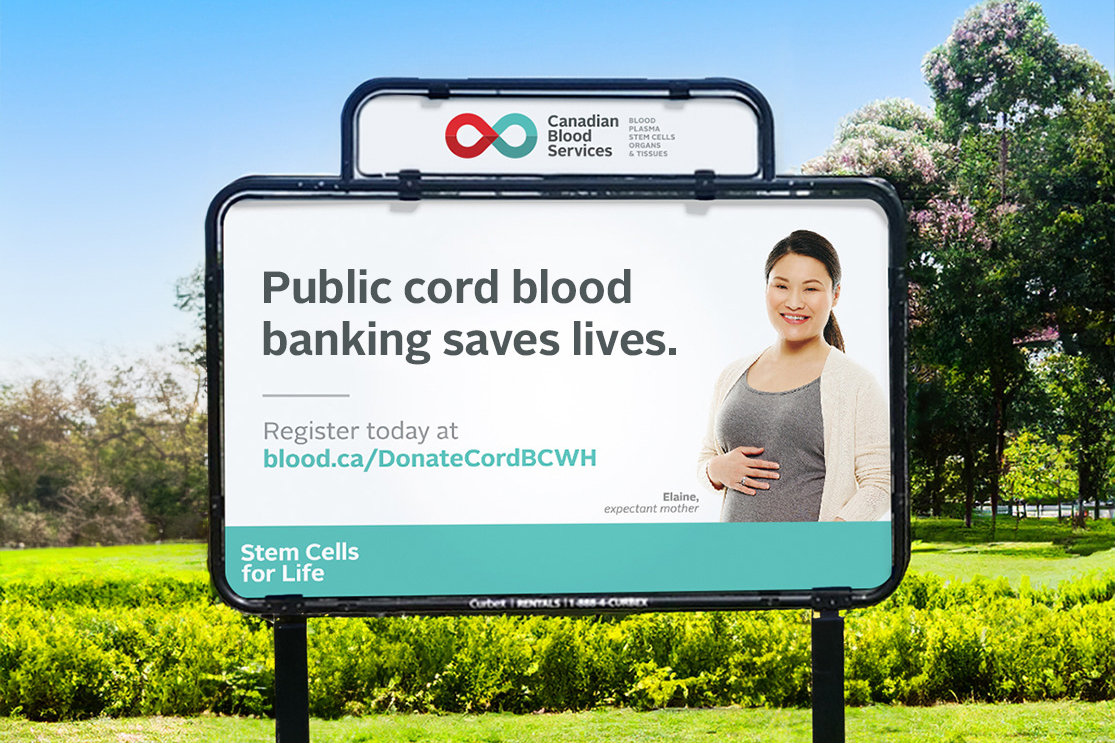 Canadian
Blood
Services
BLOOD
PLASMA
STEM CELLS
ORGANS
& TISSUES
Public cord blood
banking saves lives.
Register today at
blood.ca/DonateCordBCWH
Elaine,
expectant mother
Stem Cells
for Life
Curbex | RENTALS | 1-888-4-CURBEX